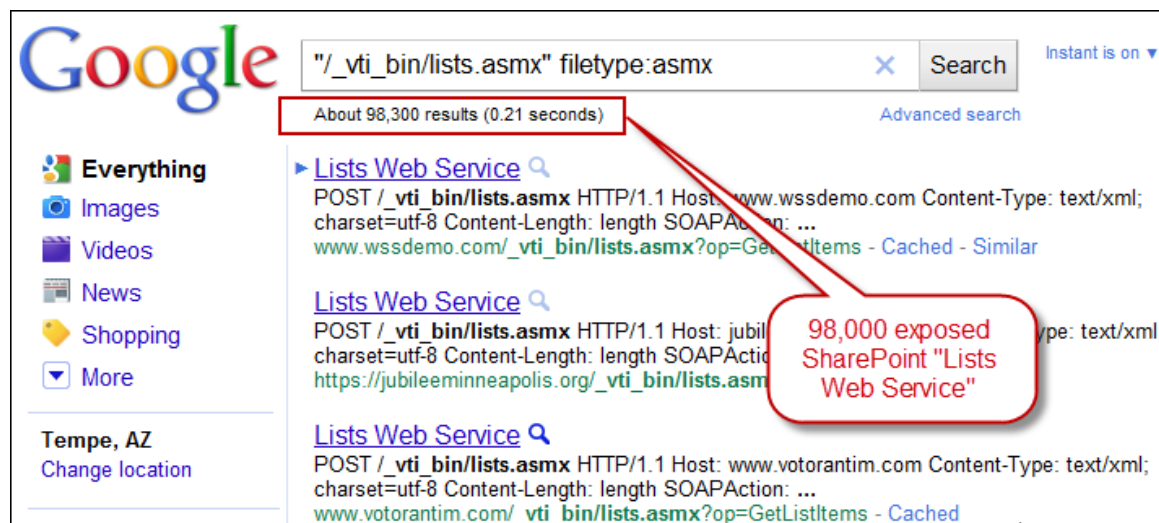 Google
"/_vti_bin/lists.asmx" filetype:asmx
Search
Instant is on
About 98,300 results (0.21 seconds)
Advanced search
Everything
Images
Videos
News
Shopping
More
Tempe, AZ
Change location
Lists Web Service
POST /_vti_bin/lists.asmx HTTP/1.1 Host: www.wssdemo.com Content-Type: text/xml;
charset=utf-8 Content-Length: length SOAPAction: ...
www.wssdemo.com/_vti_bin/lists.asmx?op=GetListItems - Cached - Similar
Lists Web Service
POST /_vti_bin/lists.asmx HTTP/1.1 Host: jubil ype: text/xml
charset=utf-8 Content-Length: length SOAPActio
https://jubileeminneapolis.org/_vti_bin/lists.asm
98,000 exposed
SharePoint "Lists
Web Service"
Lists Web Service
POST /_vti_bin/lists.asmx HTTP/1.1 Host: www.votorantim.com Content-Type: text/xml;
charset=utf-8 Content-Length: length SOAPAction: ...
www.votorantim.com/_vti_bin/lists.asmx?op=GetListItems - Cached